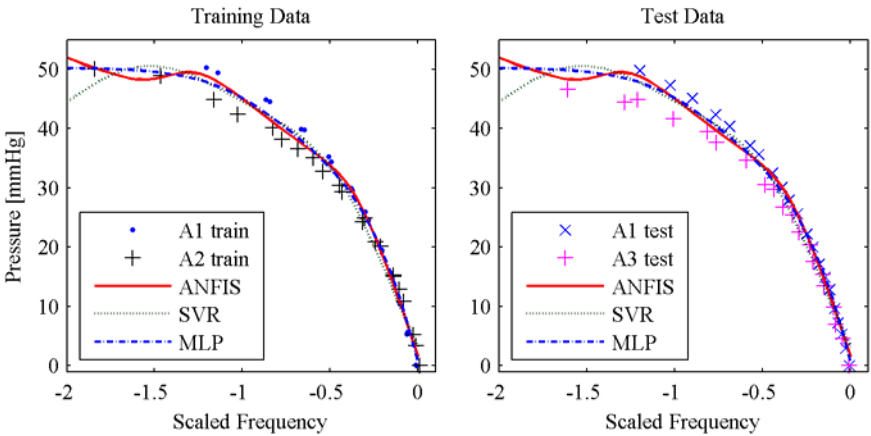 Training Data
Test Data
Pressure [mmHg]
50
40
30
20
10
0
-2
-1.5
-1
-0.5
0
Scaled Frequency
A1 train
A2 train
ANFIS
SVR
MLP
50
40
30
20
10
0
-2
-1.5
-1
-0.5
0
Scaled Frequency
A1 test
A3 test
ANFIS
SVR
MLP